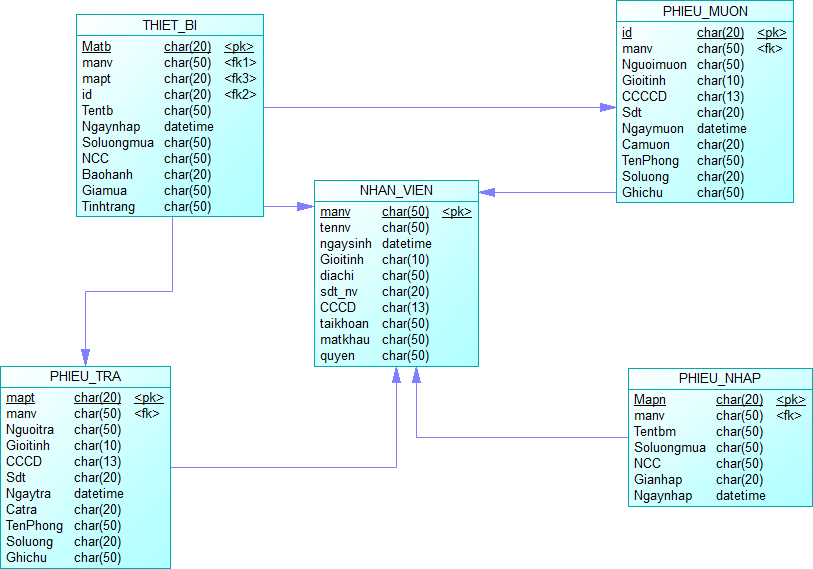 THIET_BI
Matb char(20) <pk>
manv char(50) <fk1>
mapt char(20) <fk3>
id char(20) <fk2>
Tentb char(50)
Ngaynhap datetime
Soluongmua char(50)
NCC char(50)
Baohanh char(20)
Giamua char(50)
Tinhtrang char(50)
PHIEU_MUON
id char(20) <pk>
manv char(50) <fk>
Nguoimuon char(50)
Gioitinh char(10)
CCCCD char(13)
Sdt char(20)
Ngaymuon datetime
Camuon char(20)
TenPhong char(50)
Soluong char(20)
Ghichu char(50)
NHAN_VIEN
manv char(50) <pk>
tennv char(50)
ngaysinh datetime
Gioitinh char(10)
diachi char(50)
sdt_nv char(20)
CCCD char(13)
taikhoan char(50)
matkhau char(50)
quyen char(50)
PHIEU_TRA
mapt char(20) <pk>
manv char(50) <fk>
Nguoitra char(50)
Gioitinh char(10)
CCCD char(13)
Sdt char(20)
Ngaytra datetime
Catra char(20)
TenPhong char(50)
Soluong char(20)
Ghichu char(50)
PHIEU_NHAP
Mapn char(20) <pk>
manv char(50) <fk>
Tentbm char(50)
Soluongmua char(50)
NCC char(50)
Gianhap char(20)
Ngaynhap datetime